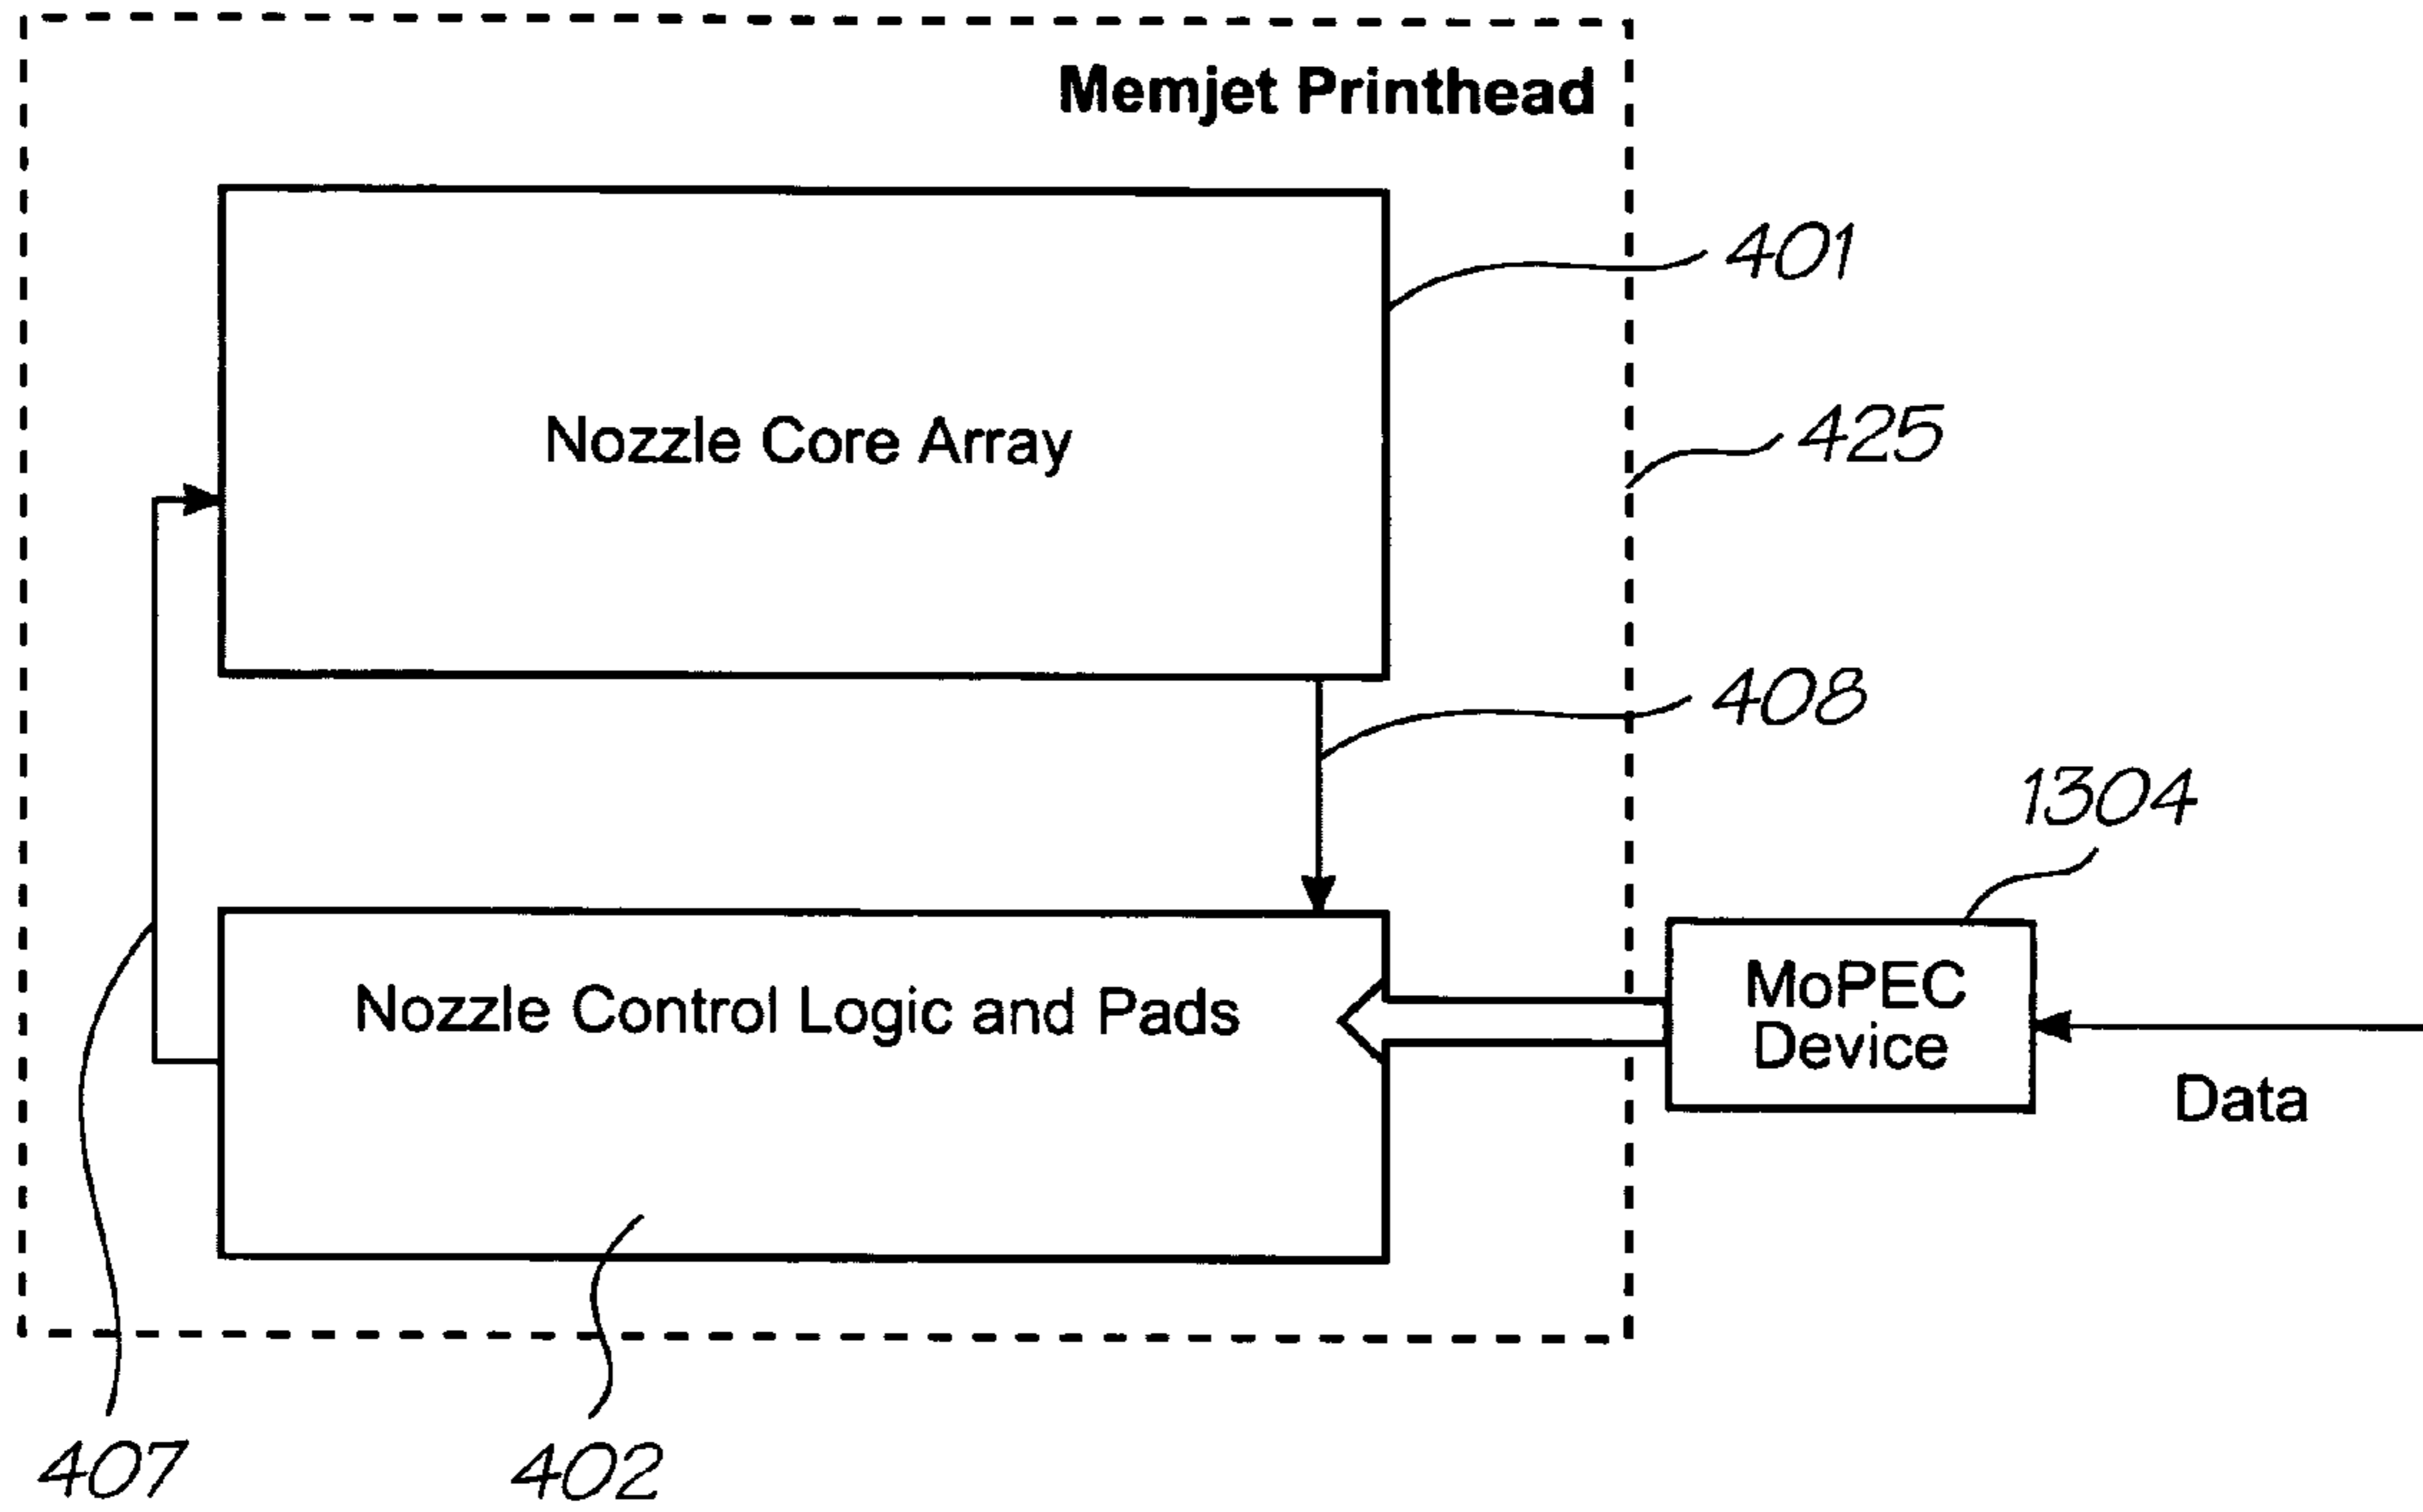 Memjet Printhead
401
Nozzle Core Array
425
408
1304
Nozzle Control Logic and Pads
MoPEC
Device
Data
407
402